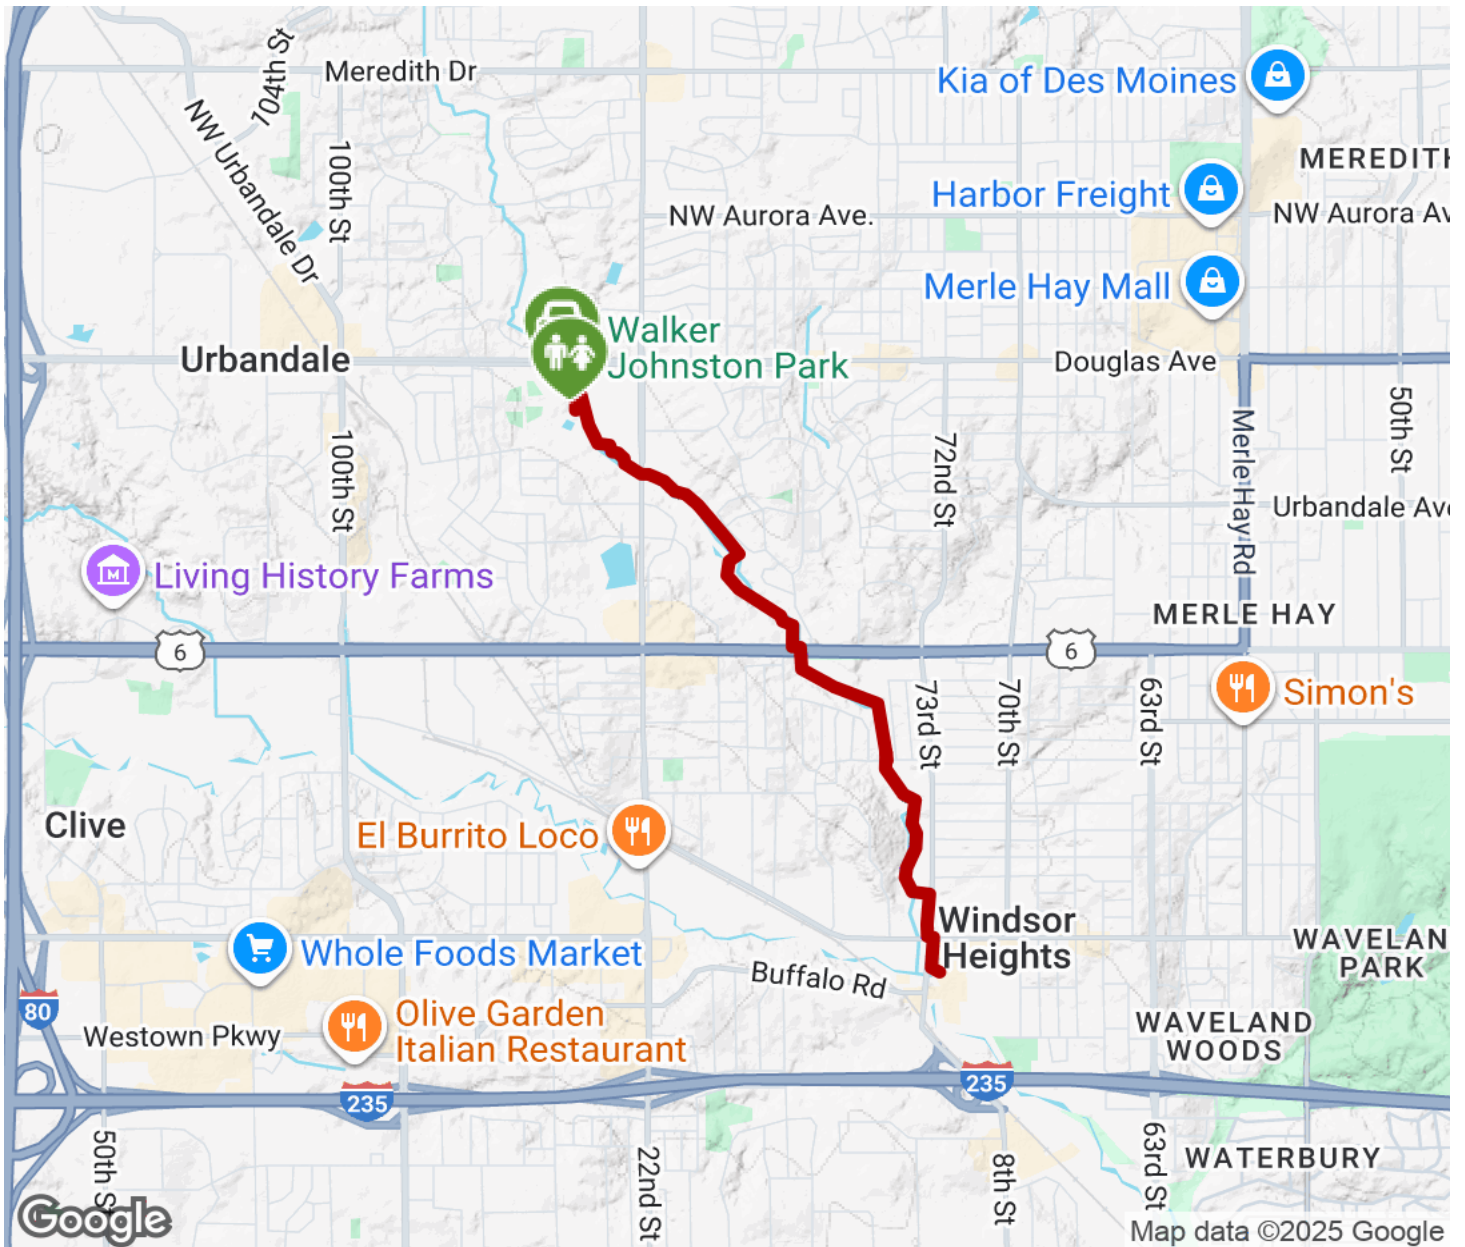 Meredith Dr
104th St
NW Urbandale Dr
100th St
Kia of Des Moines
MEREDITH
Harbor Freight
NW Aurora Ave.
NW Aurora Av
Merle Hay Mall
Walker
Johnston Park
Urbandale
Douglas Ave
50th St
100th St
72nd St
Merle Hay Rd
Urbandale Ave
Living History Farms
MERLE HAY
6
6
73rd St
70th St
63rd St
Simon's
Clive
El Burrito Loco
Windsor
Heights
WAVELAN
PARK
Whole Foods Market
Buffalo Rd
80
Olive Garden
Italian Restaurant
Westown Pkwy
WAVELAND
WOODS
235
235
50th St
22nd St
8th St
63rd St
WATERBURY
Google
Map data ©2025 Google
M